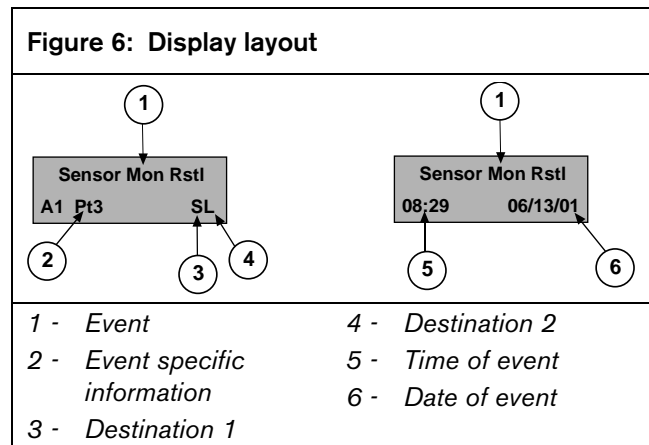 Figure 6: Display layout
1
1
Sensor Mon Rstl
A1 Pt3 SL
Sensor Mon Rstl
08:29 06/13/01
2
3
4
5
6
1 - Event
2 - Event specific
information
3 - Destination 1
4 - Destination 2
5 - Time of event
6 - Date of event